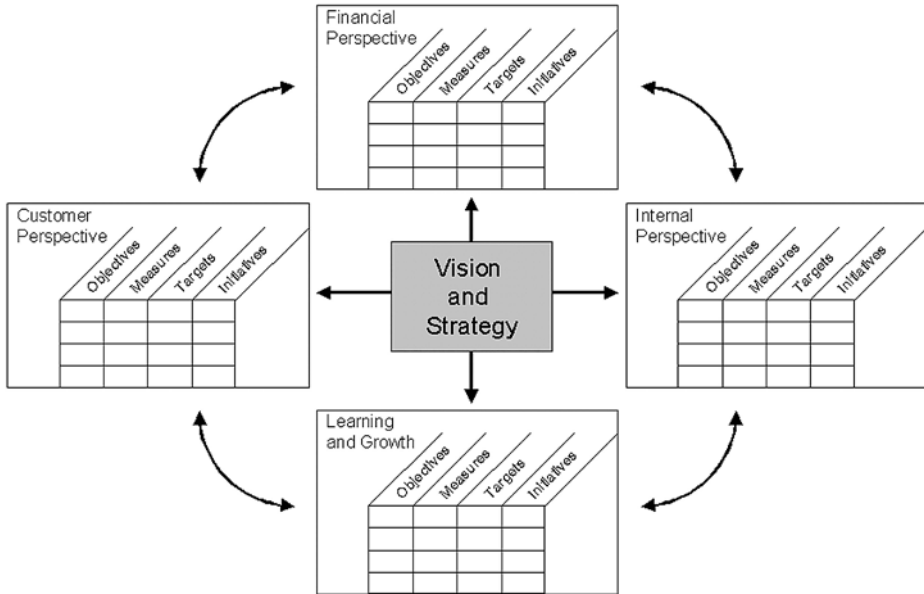 Financial
Perspective
Objectives
Measures
Targets
Initiatives
Customer
Perspective
Objectives
Measures
Targets
Initiatives
Vision
and
Strategy
Internal
Perspective
Objectives
Measures
Targets
Initiatives
Learning
and Growth
Objectives
Measures
Targets
Initiatives